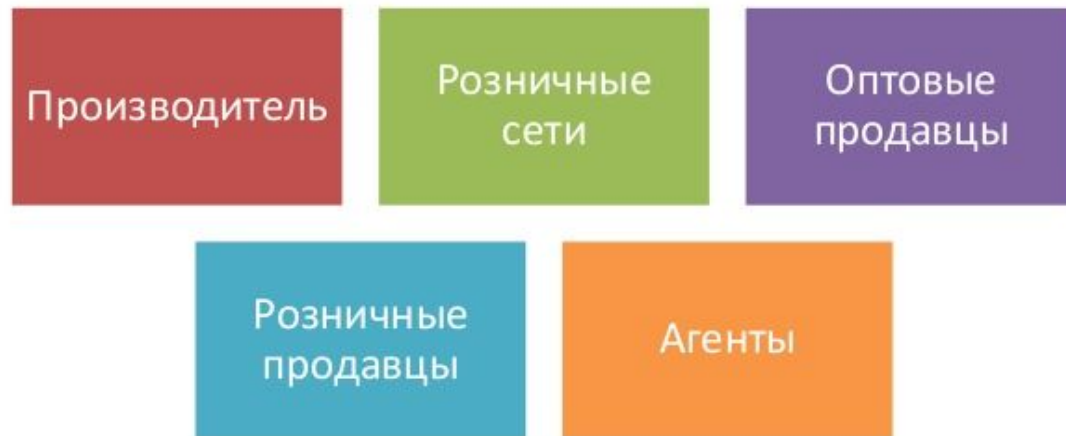 Производитель
Розничные
сети
Оптовые
продавцы
Розничные
продавцы
Агенты